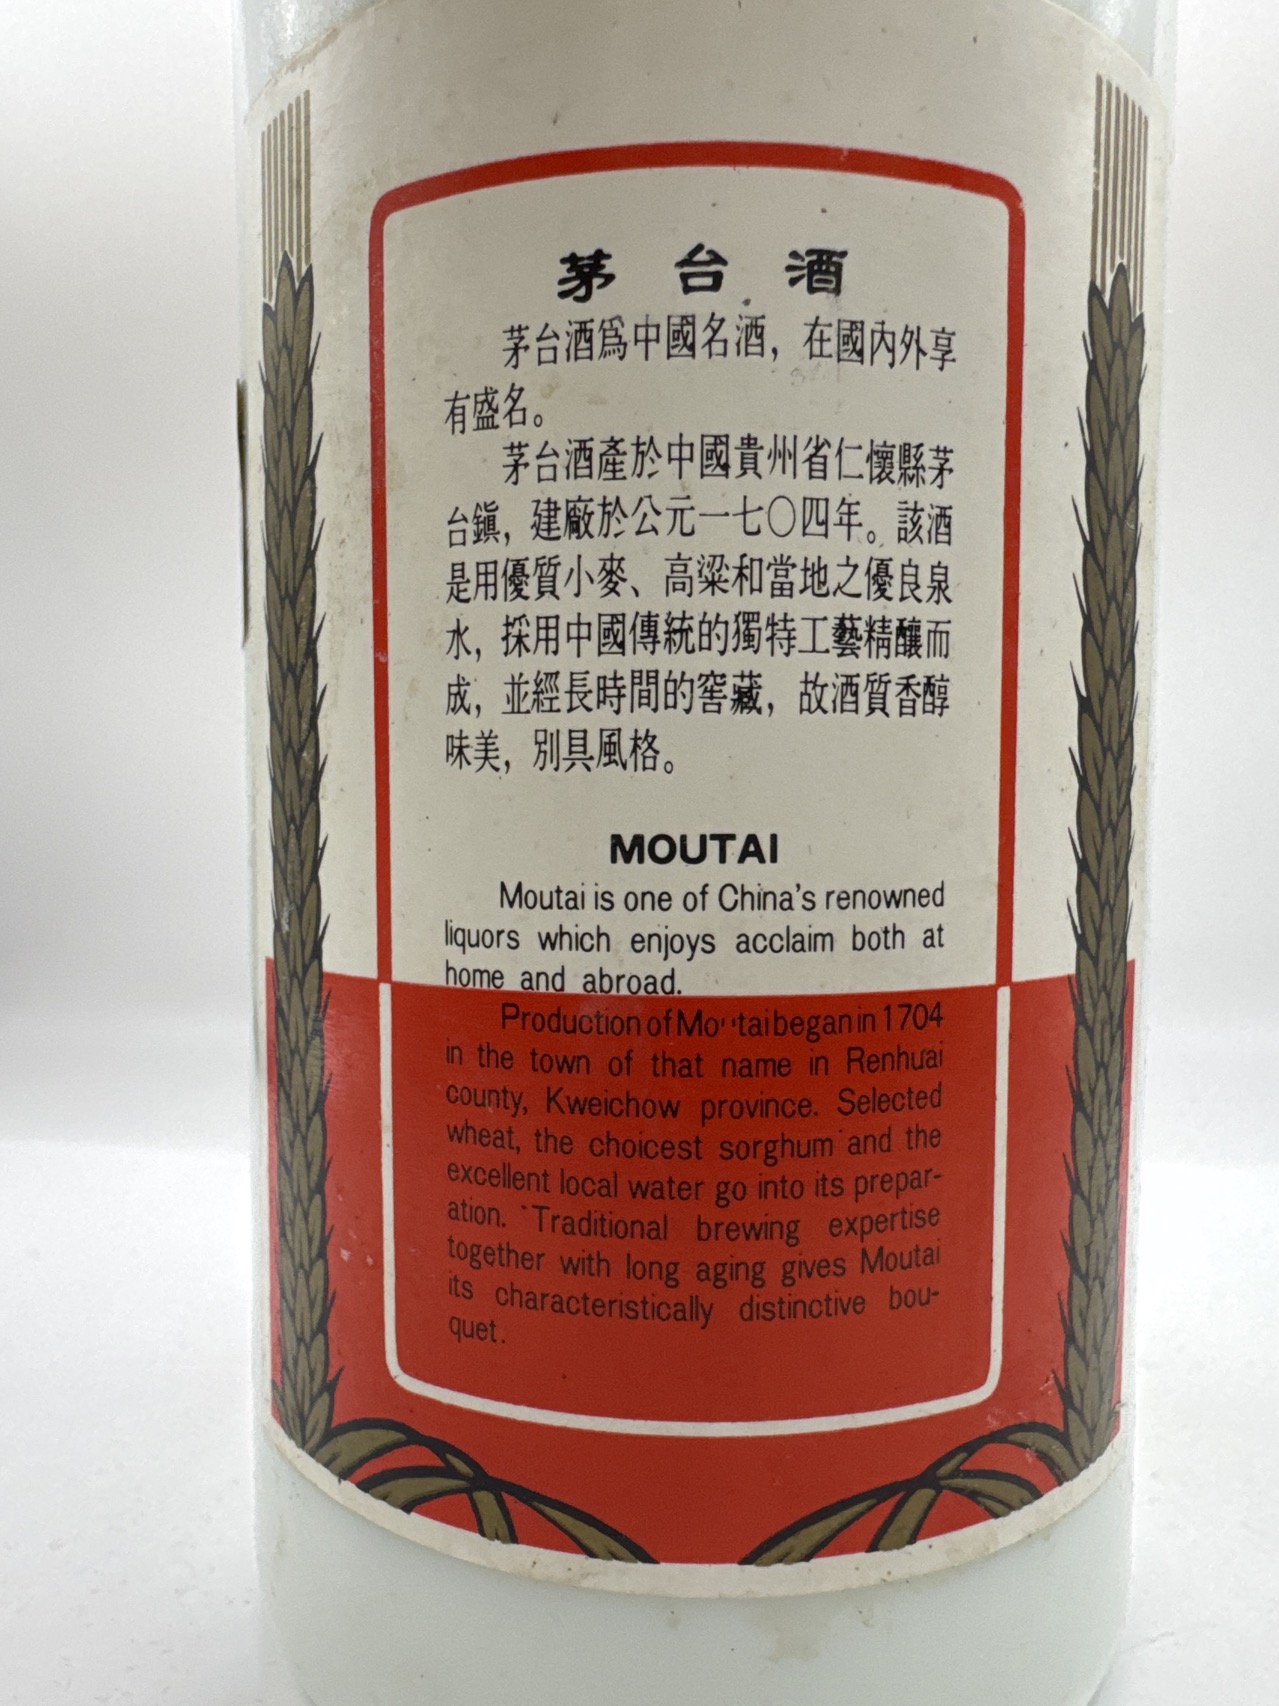 茅台酒
茅台酒爲中國名酒，在國內外享
有盛名。
茅台酒產於中國貴州省仁懷縣茅
台鎭，建廠於公元一七〇四年。該酒
是用優質小麥、高粱和當地之優良泉
水，採用中國傳統的獨特工藝精釀而
成，並經長時間的窖藏，故酒質香醇
味美，別具風格。
MOUTAI
Moutai is one of China's renowned
liquors which enjoys acclaim both at
home and abroad.
Production of Moutai began in 1704
in the town of that name in Renhuai
county, Kweichow province. Selected
wheat, the choicest sorghum and the
excellent local water go into its prepar-
ation. Traditional brewing expertise
together with long aging gives Moutai
its characteristically distinctive bou-
quet.